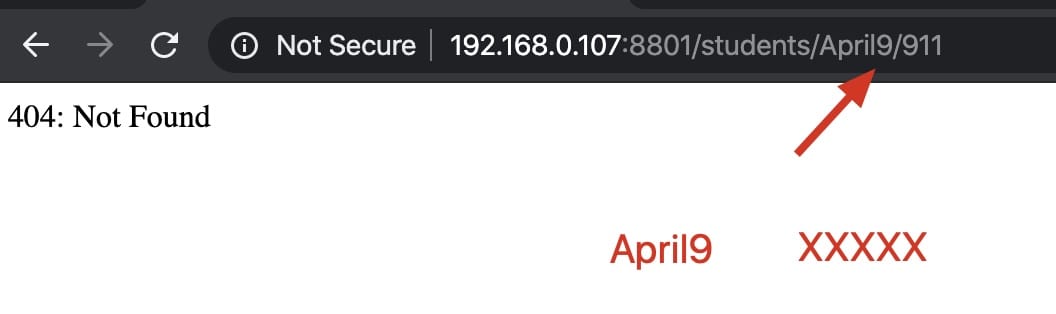 Not Secure | 192.168.0.107:8801/students/April9/911
404: Not Found
April9 XXXXX